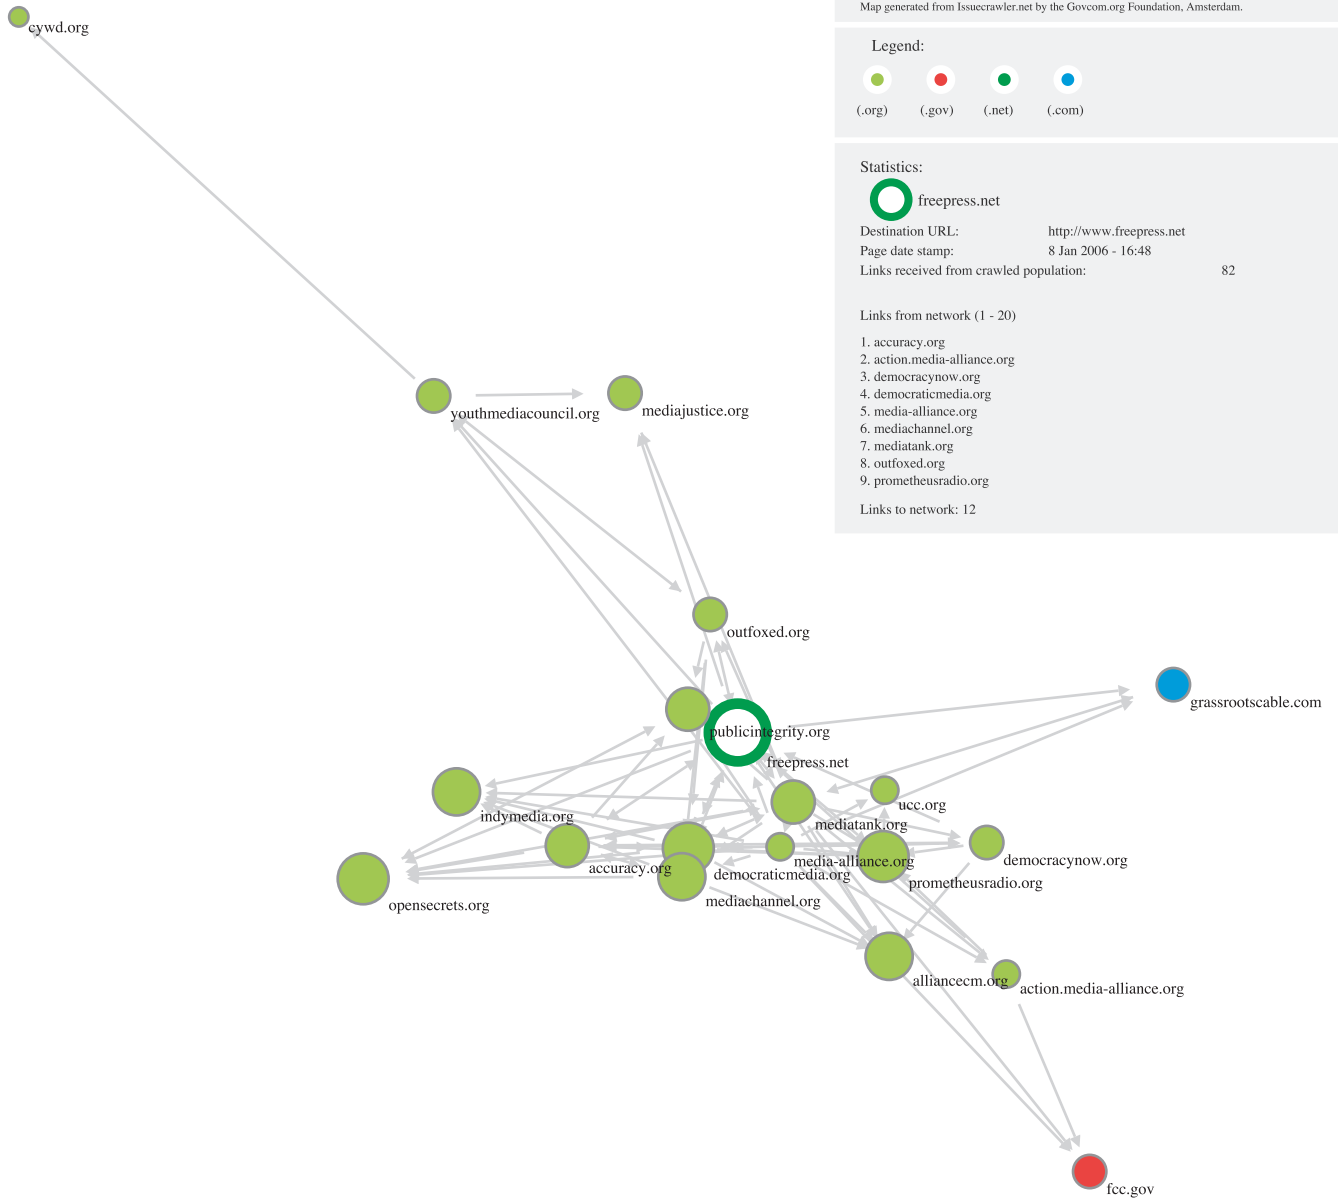 Map generated from Issuecrawler.net by the Govcom.org Foundation, Amsterdam.
Legend:
(.org) (.gov) (.net) (.com)
Statistics:
freepress.net
Destination URL: http://www.freepress.net
Page date stamp: 8 Jan 2006 - 16:48
Links received from crawled population: 82
Links from network (1 - 20)
1. accuracy.org
2. action.media-alliance.org
3. democracynow.org
4. democraticmedia.org
5. media-alliance.org
6. mediachannel.org
7. mediatank.org
8. outfoxed.org
9. prometheusradio.org
Links to network: 12
cywd.org
youthmediacouncil.org
mediajustice.org
outfoxed.org
grassrootscable.com
publicintegrity.org
freepress.net
ucc.org
indymedia.org
mediatank.org
democracynow.org
media-alliance.org
accuracy.org
democraticmedia.org
prometheusradio.org
mediachannel.org
opensecrets.org
alliancecm.org
action.media-alliance.org
fcc.gov